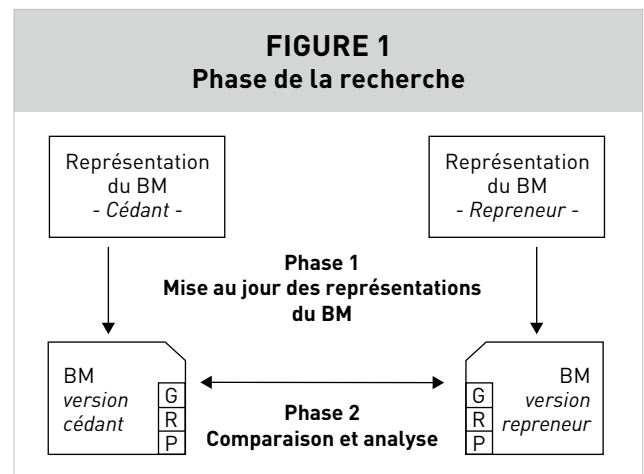 FIGURE 1
Phase de la recherche
Représentation
du BM
- Cédant -
Représentation
du BM
- Repreneur -
Phase 1
Mise au jour des représentations
du BM
BM
version
cédant
G
R
P
Phase 2
Comparaison et analyse
G
R
P
BM
version
repreneur